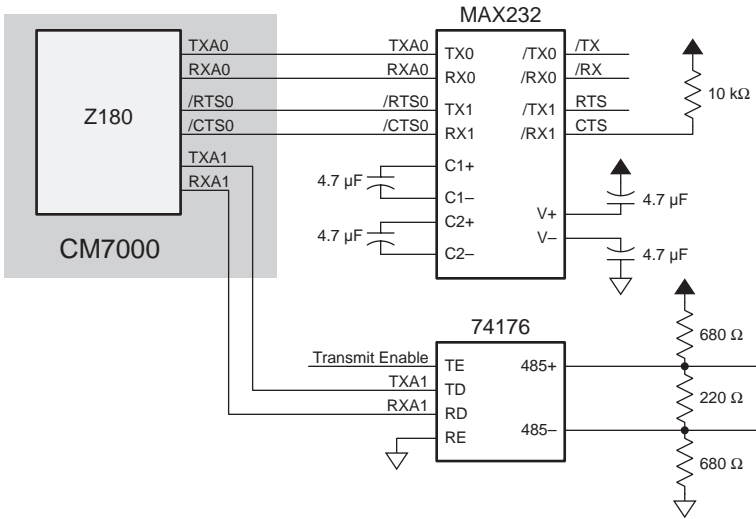 MAX232
Z180
CM7000
TXA0
RXA0
/RTS0
/CTS0
TXA1
RXA1
TXA0
RXA0
/RTS0
/CTS0
TX0
RX0
TX1
RX1
C1+
C1–
C2+
C2–
/TX0
/RX0
/TX1
/RX1
V+
V–
/TX
/RX
RTS
CTS
10 kΩ
4.7 µF
4.7 µF
4.7 µF
4.7 µF
74176
Transmit Enable
TXA1
RXA1
TE
TD
RD
RE
485+
485–
680 Ω
220 Ω
680 Ω